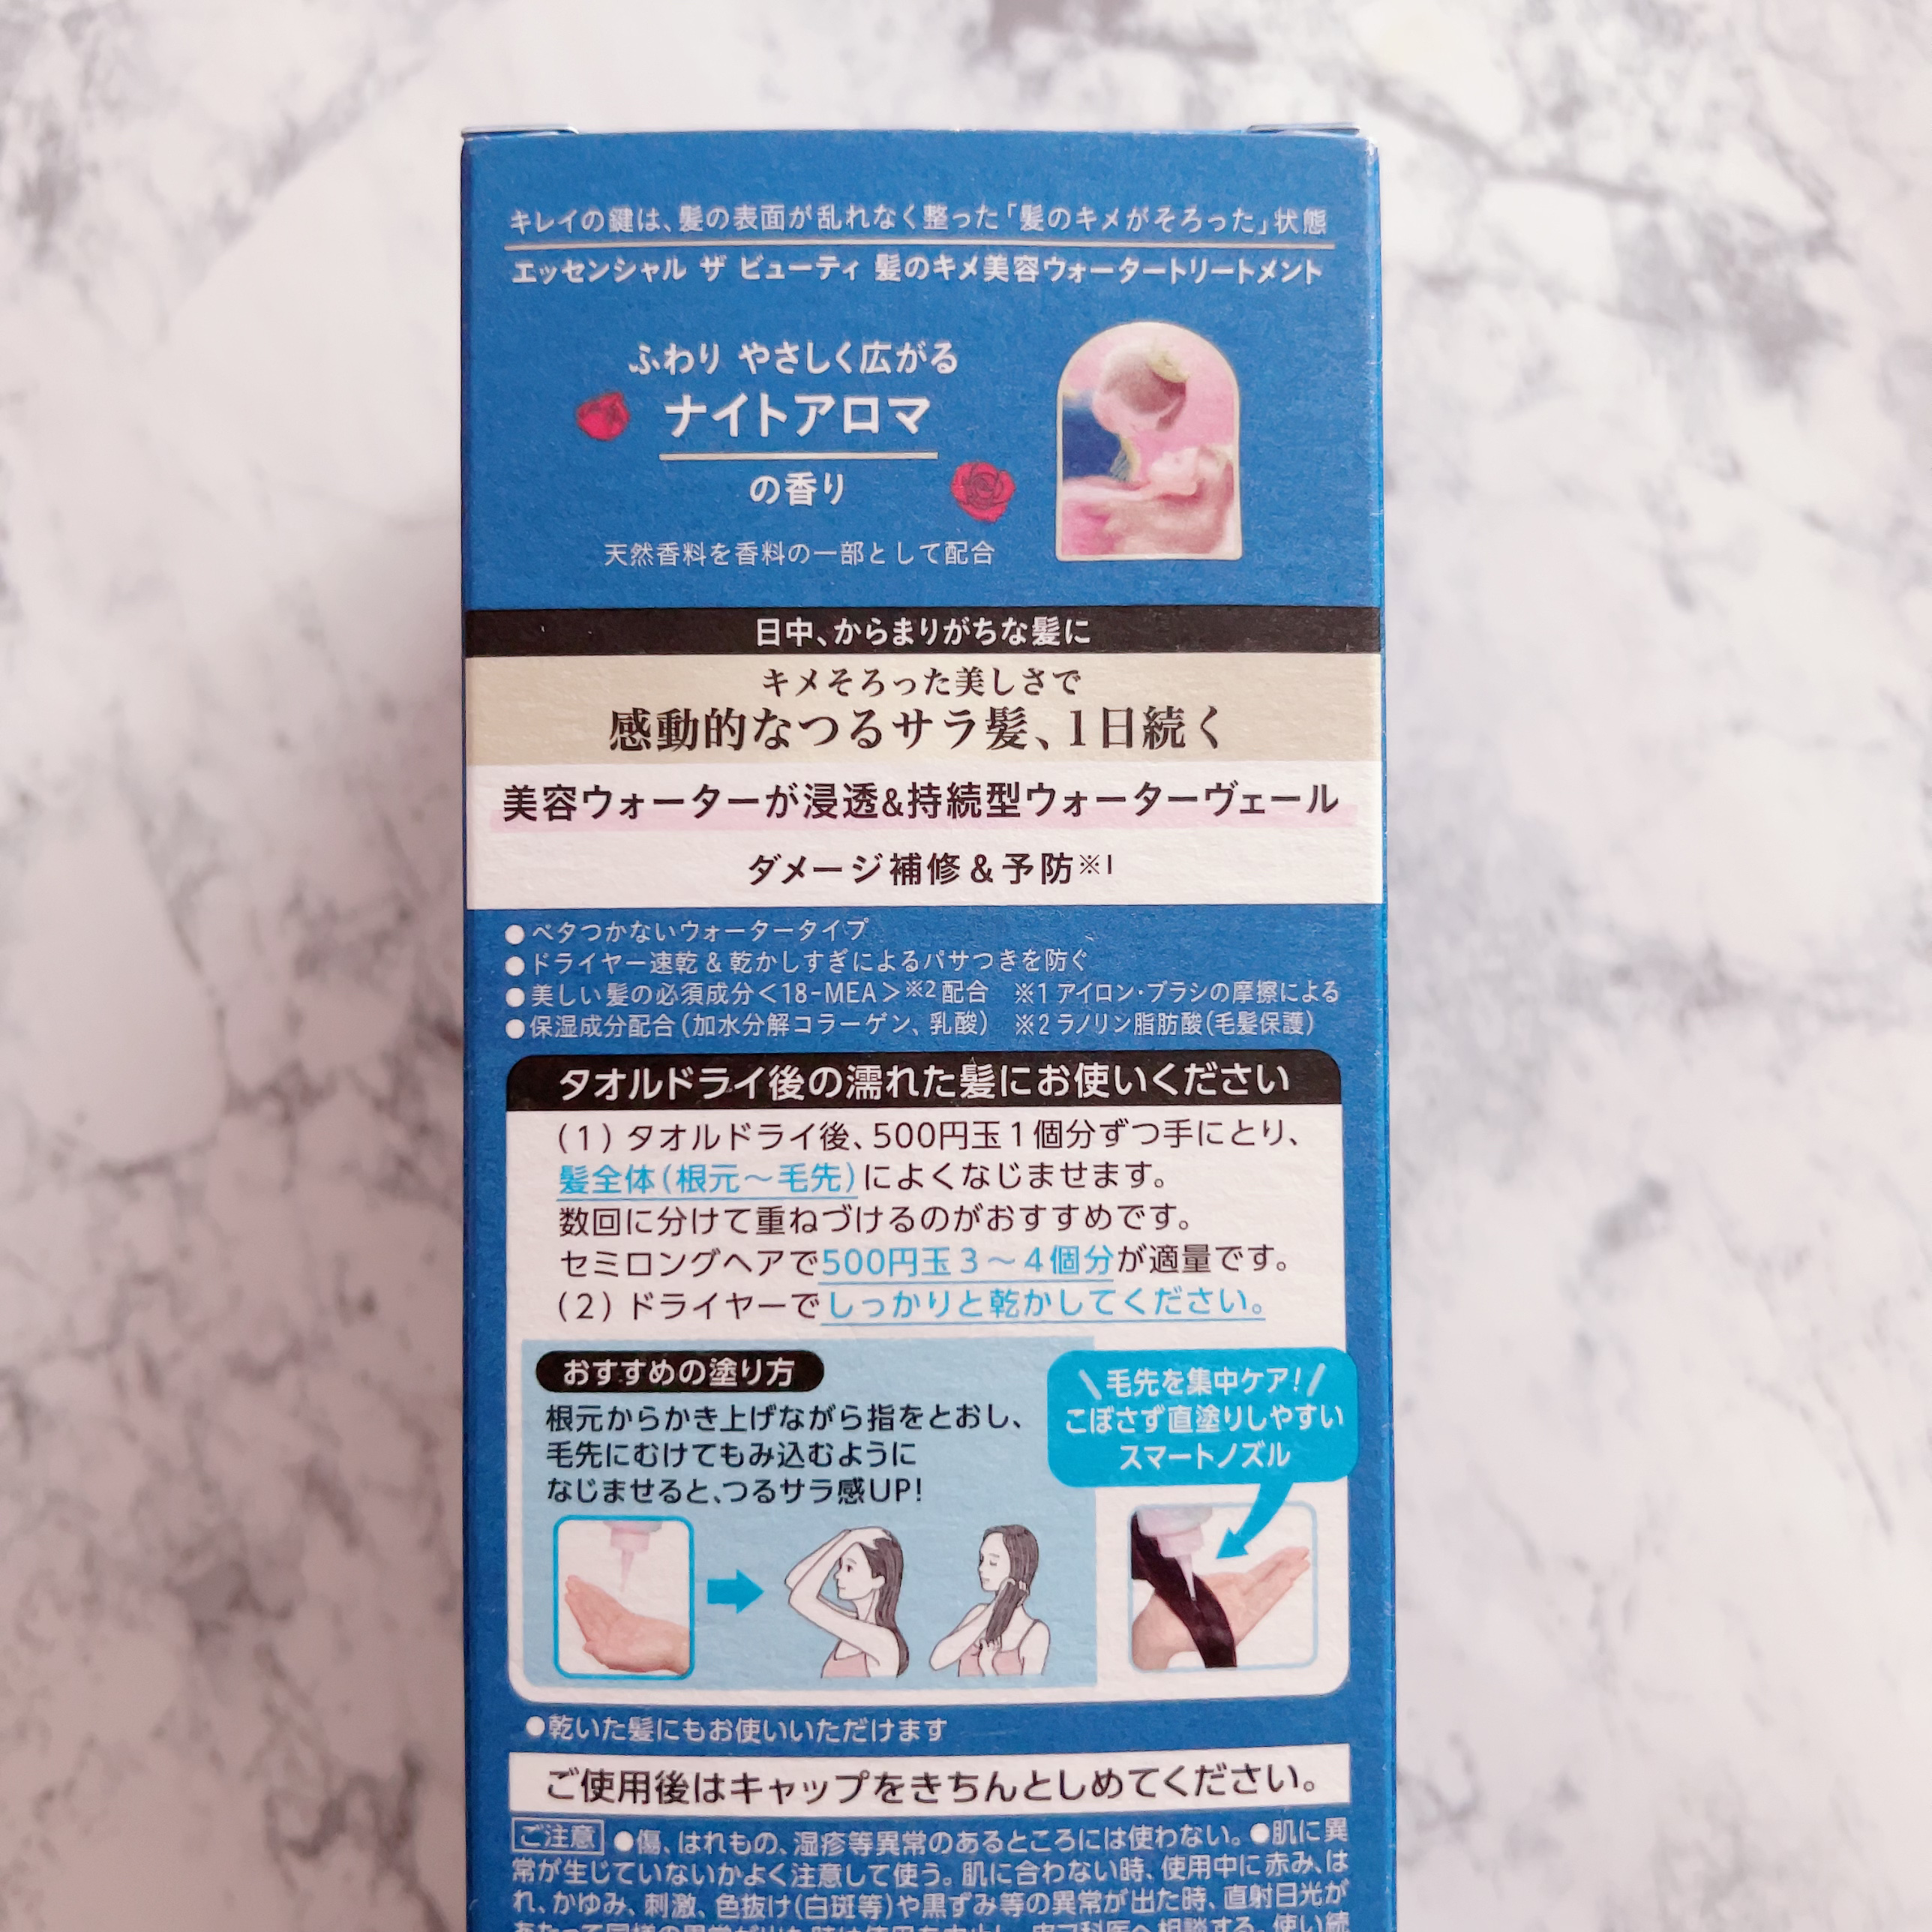 キレイの鍵は、髪の表面が乱れなく整った「髪のキメがそろった」状態
エッセンシャル ザ ビューティ 髪のキメ美容ウォータートリートメント
ふわり やさしく広がる
ナイトアロマ
の香り
天然香料を香料の一部として配合
日中、からまりがちな髪に
キメそろった美しさで
感動的なつるサラ髪、1日続く
美容ウォーターが浸透&持続型ウォーターヴェール
ダメージ補修&予防※1
●ベタつかないウォータータイプ
●ドライヤー速乾&乾かしすぎによるパサつきを防ぐ
●美しい髪の必須成分<18-MEA>※2配合 ※1 アイロン・ブラシの摩擦による
●保湿成分配合(加水分解コラーゲン、乳酸) ※2 ラノリン脂肪酸(毛髪保護)
タオルドライ後の濡れた髪にお使いください
(1) タオルドライ後、500円玉1個分ずつ手にとり、
髪全体(根元~毛先)によくなじませます。
数回に分けて重ねづけるのがおすすめです。
セミロングヘアで500円玉3~4個分が適量です。
(2) ドライヤーでしっかりと乾かしてください。
おすすめの塗り方
根元からかき上げながら指をとおし、
毛先にむけてもみ込むように
なじませると、つるサラ感UP!
\毛先を集中ケア!/
こぼさず直塗りしやすい
スマートノズル
●乾いた髪にもお使いいただけます
ご使用後はキャップをきちんとしめてください。
ご注意 ●傷、はれもの、湿疹等異常のあるところには使わない。●肌に異
常が生じていないかよく注意して使う。肌に合わない時、使用中に赤み、は
れ、かゆみ、刺激、色抜け(白斑等)や黒ずみ等の異常が出た時、直射日光が